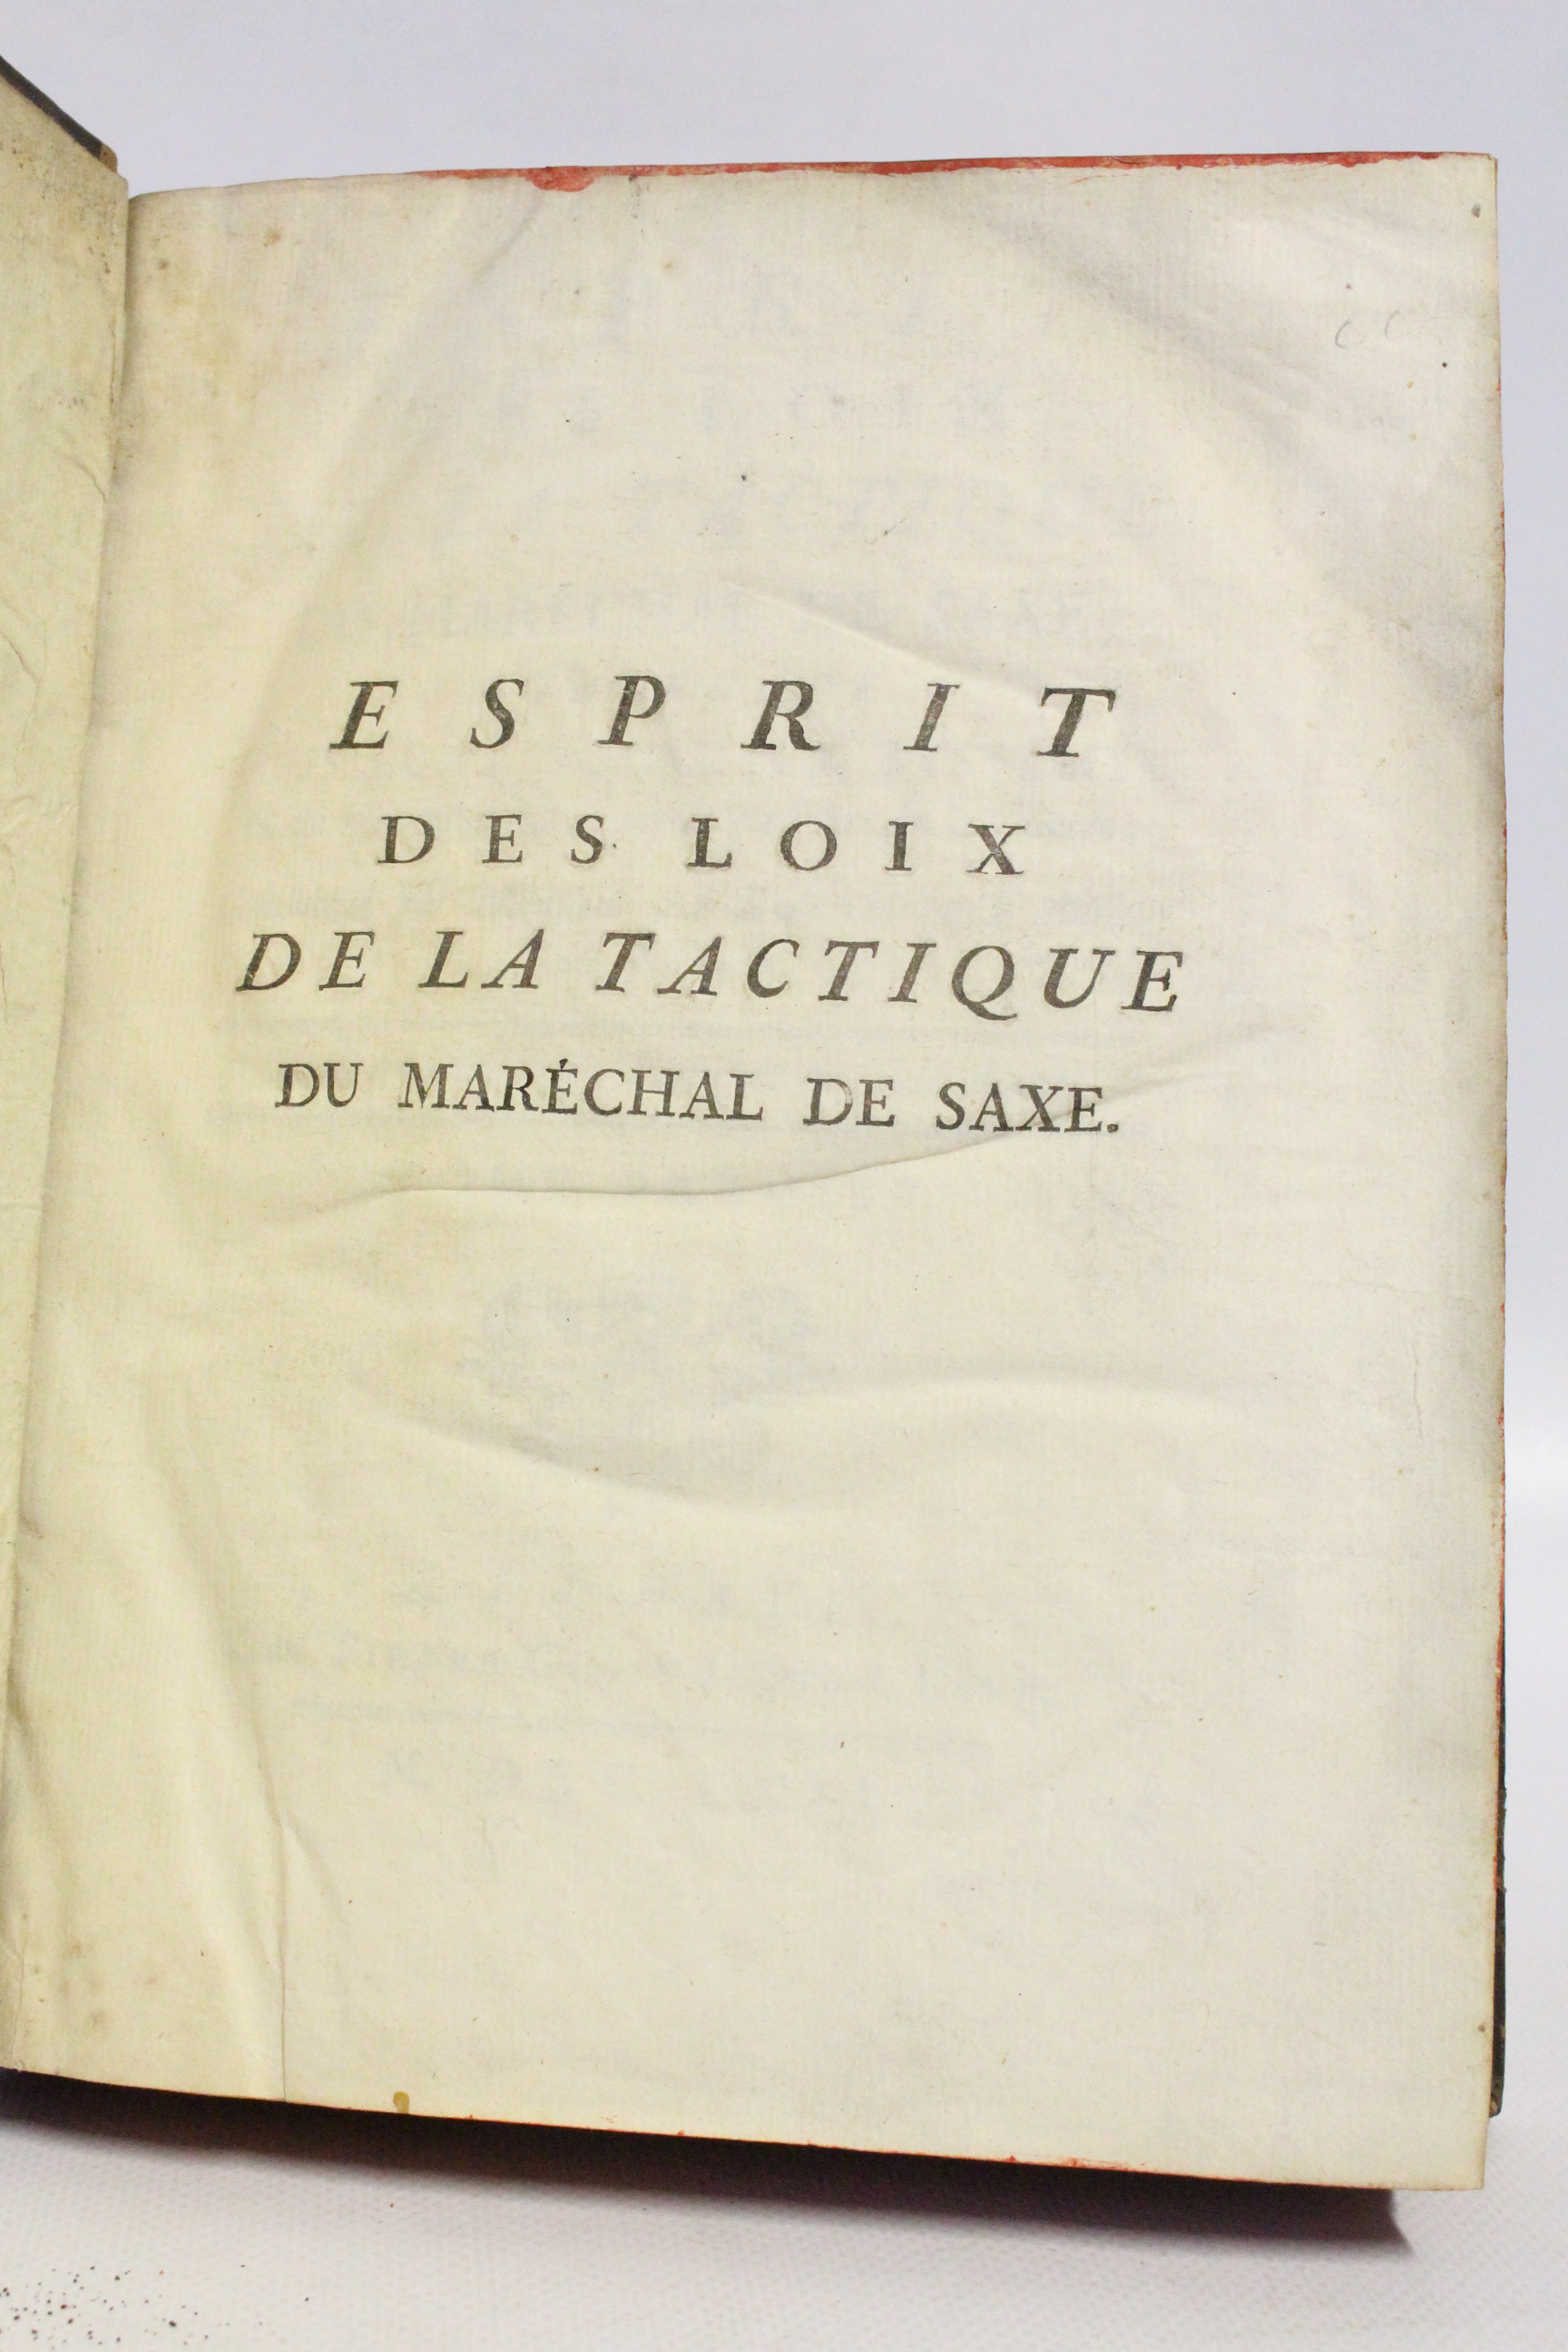 ESPRIT
DES LOIX
DE LA TACTIQUE
DU MARÉCHAL DE SAXE.